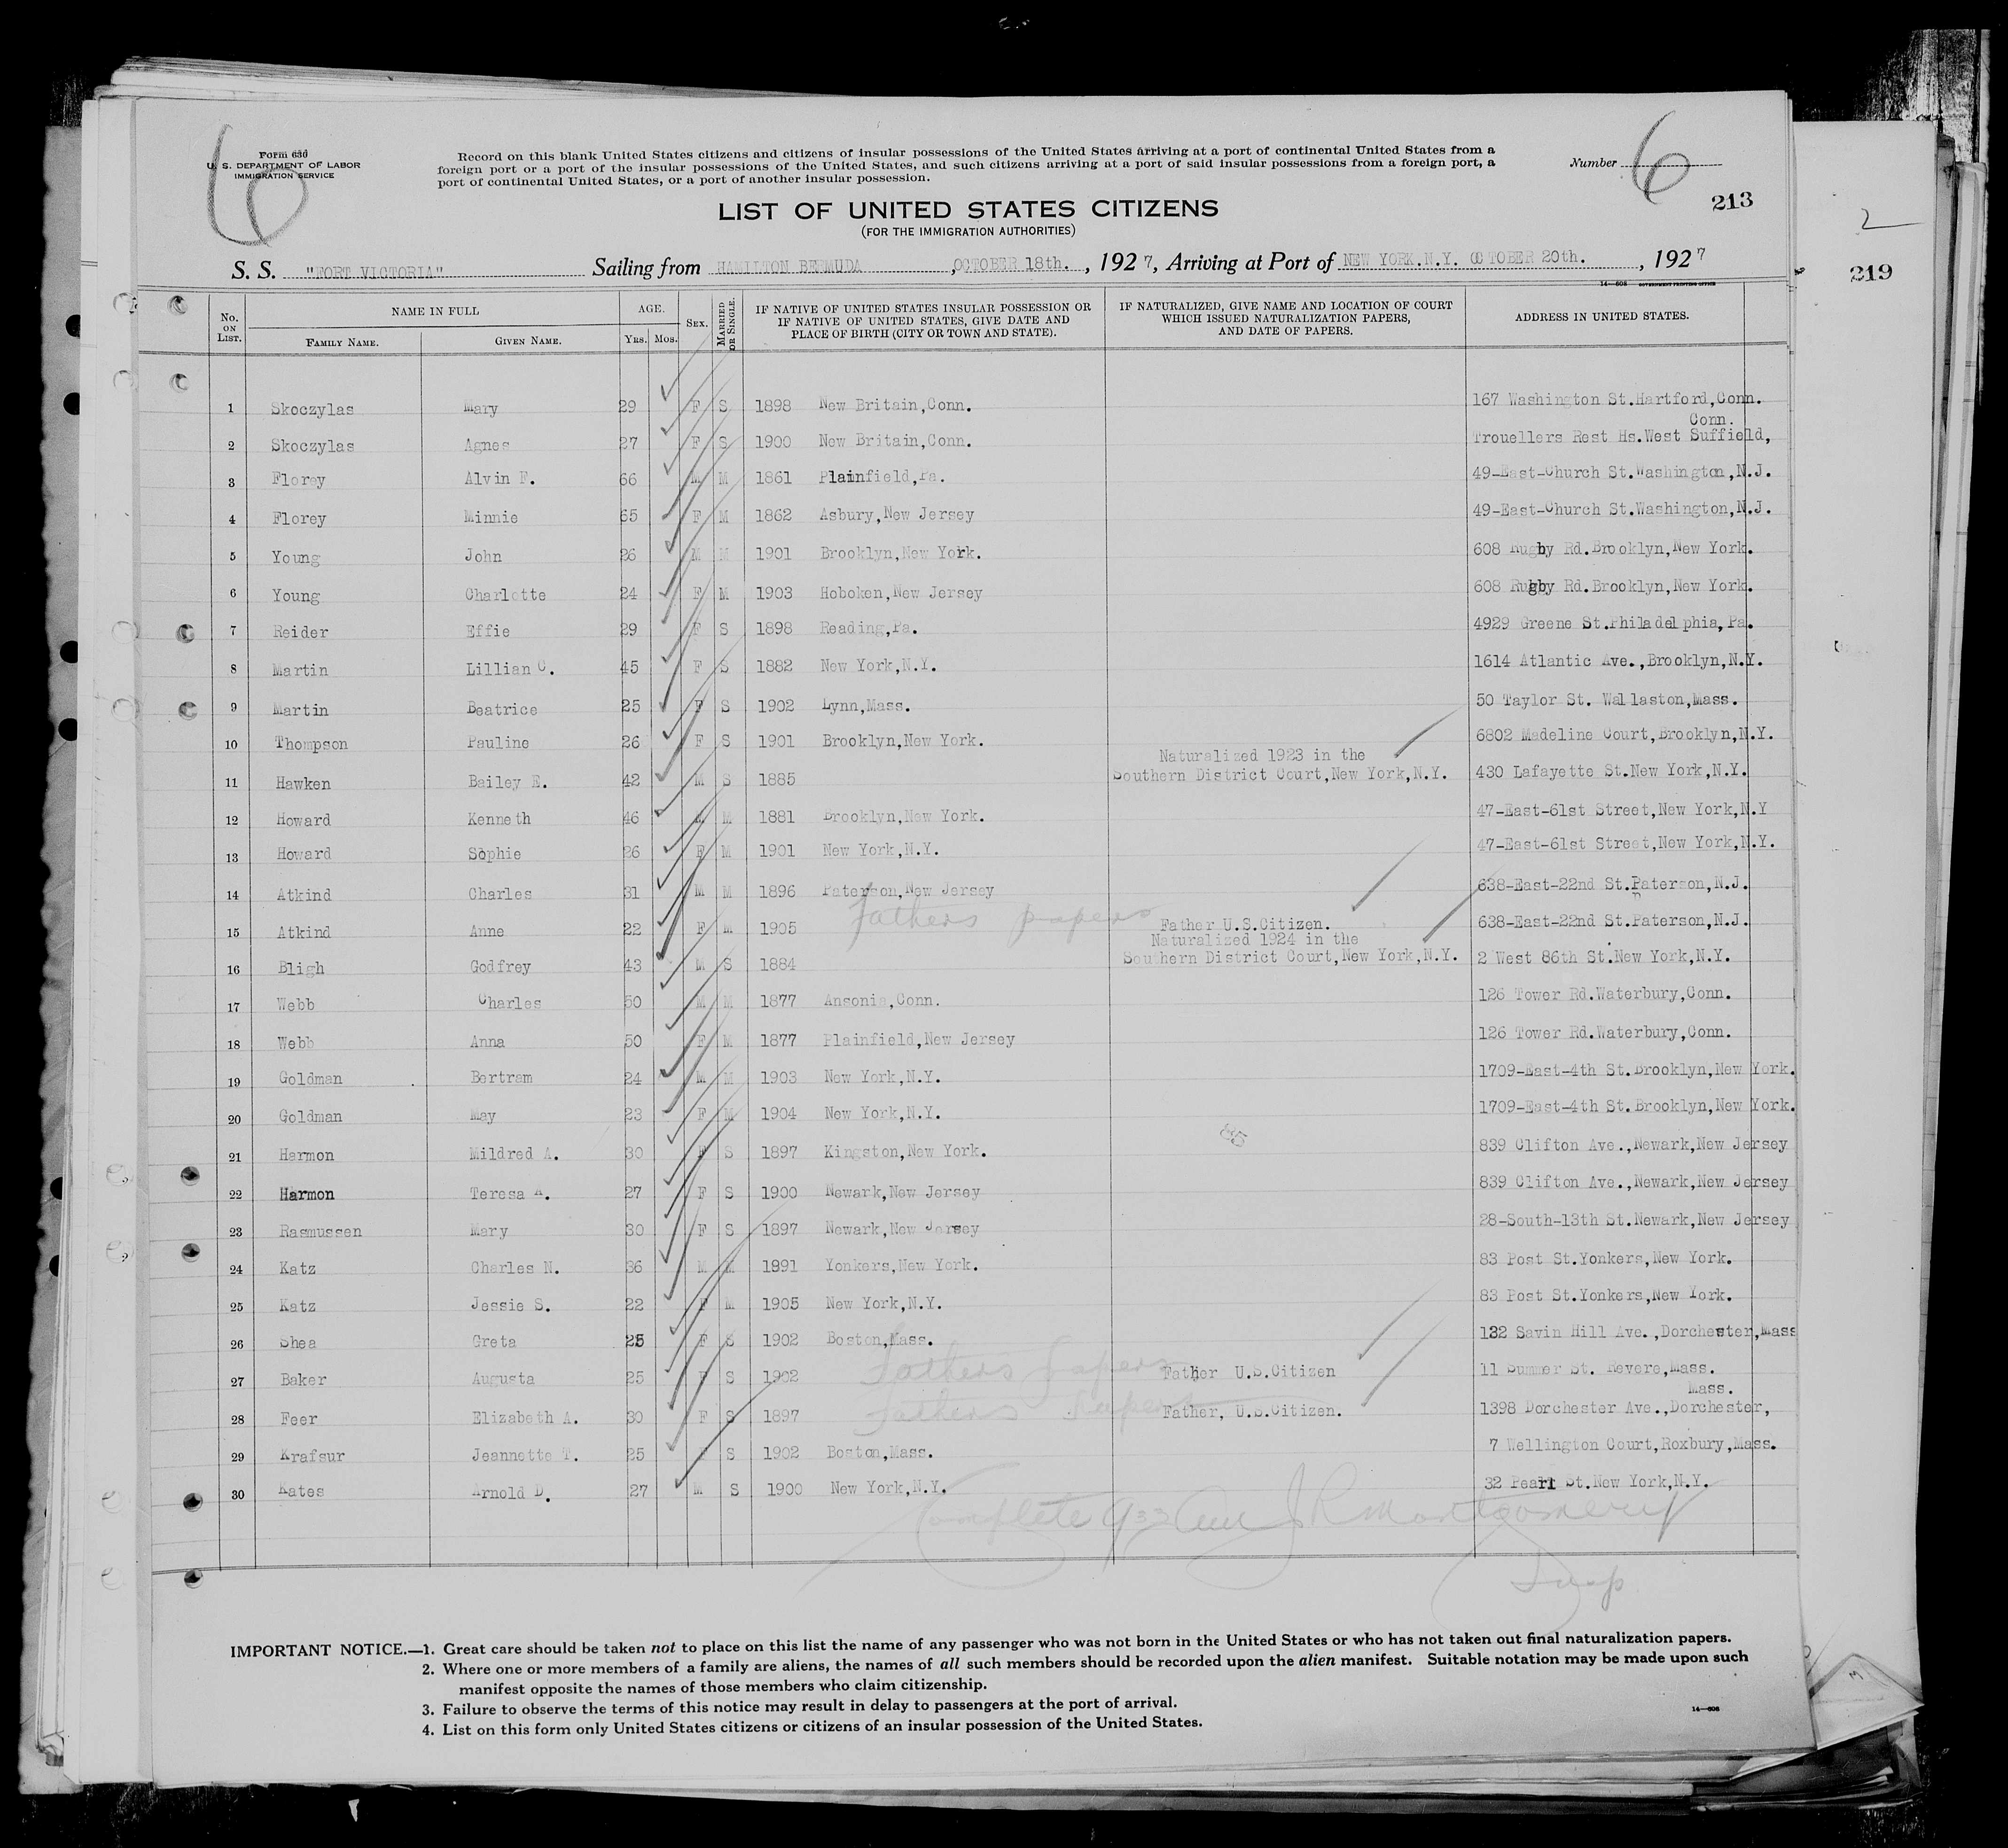 6
Form 630
U. S. DEPARTMENT OF LABOR
IMMIGRATION SERVICE
Record on this blank United States citizens and citizens of insular possessions of the United States arriving at a port of continental United States from a
foreign port or a port of the insular possessions of the United States, and such citizens arriving at a port of said insular possessions from a foreign port, a
port of continental United States, or a port of another insular possession.
Number 6
213
2
219
LIST OF UNITED STATES CITIZENS
(FOR THE IMMIGRATION AUTHORITIES)
S. S. "FORT VICTORIA" Sailing from HAMILTON BERMUDA ,OCTOBER 18th. , 1927, Arriving at Port of NEW YORK.N.Y. OCTOBER 20th. , 1927
14—608 GOVERNMENT PRINTING OFFICE
No. ON LIST. NAME IN FULL AGE. SEX. MARRIED OR SINGLE. IF NATIVE OF UNITED STATES INSULAR POSSESSION OR IF NATIVE OF UNITED STATES, GIVE DATE AND PLACE OF BIRTH (CITY OR TOWN AND STATE). IF NATURALIZED, GIVE NAME AND LOCATION OF COURT WHICH ISSUED NATURALIZATION PAPERS, AND DATE OF PAPERS. ADDRESS IN UNITED STATES.
FAMILY NAME. GIVEN NAME. YRS. MOS.
1 Skoczylas Mary 29 F S 1898 New Britain,Conn. 167 Washington St.Hartford,Conn.
Conn.
2 Skoczylas Agnes 27 F S 1900 New Britain,Conn. Trouellers Rest Hs.West Suffield,
3 Florey Alvin F. 66 M M 1861 Plainfield,Pa. 49-East-Church St.Washington,N.J.
4 Florey Minnie 65 F M 1862 Asbury,New Jersey 49-East-Church St.Washington,N.J.
5 Young John 26 M M 1901 Brooklyn,New York. 608 Rugby Rd.Brooklyn,New York.
6 Young Charlotte 24 F M 1903 Hoboken,New Jersey 608 Rugby Rd.Brooklyn,New York.
7 Reider Effie 29 F S 1898 Reading,Pa. 4929 Greene St.Philadelphia,Pa.
8 Martin Lillian C. 45 F S 1882 New York,N.Y. 1614 Atlantic Ave.,Brooklyn,N.Y.
9 Martin Beatrice 25 F S 1902 Lynn,Mass. 50 Taylor St. Wallaston,Mass.
10 Thompson Pauline 26 F S 1901 Brooklyn,New York. 6802 Madeline Court,Brooklyn,N.Y.
Naturalized 1923 in the
11 Hawken Bailey E. 42 M S 1885 Southern District Court,New York,N.Y. 430 Lafayette St.New York,N.Y.
12 Howard Kenneth 46 M M 1881 Brooklyn,New York. 47-East-61st Street,New York,N.Y
13 Howard Sophie 26 F M 1901 New York,N.Y. 47-East-61st Street,New York,N.Y.
14 Atkind Charles 31 M M 1896 Paterson,New Jersey 638-East-22nd St.Paterson,N.J.
15 Atkind Anne 22 F M 1905 Fathers papers Father U.S.Citizen. 638-East-22nd St.Paterson,N.J.
Naturalized 1924 in the
16 Bligh Godfrey 43 M S 1884 Southern District Court,New York,N.Y. 2 West 86th St.New York,N.Y.
17 Webb Charles 50 M M 1877 Ansonia,Conn. 126 Tower Rd.Waterbury,Conn.
18 Webb Anna 50 F M 1877 Plainfield,New Jersey 126 Tower Rd.Waterbury,Conn.
19 Goldman Bertram 24 M M 1903 New York,N.Y. 1709-East-4th St.Brooklyn,New York.
20 Goldman May 23 F M 1904 New York,N.Y. 1709-East-4th St.Brooklyn,New York.
21 Harmon Mildred A. 30 F S 1897 Kingston,New York. 839 Clifton Ave.,Newark,New Jersey
22 Harmon Teresa A. 27 F S 1900 Newark,New Jersey 839 Clifton Ave.,Newark,New Jersey
23 Rasmussen Mary 30 F S 1897 Newark,New Jersey 28-South-13th St.Newark,New Jersey
24 Katz Charles N. 36 M M 1891 Yonkers,New York. 83 Post St.Yonkers,New York.
25 Katz Jessie S. 22 F M 1905 New York,N.Y. 83 Post St.Yonkers,New York.
26 Shea Greta 25 F S 1902 Boston,Mass. 132 Savin Hill Ave.,Dorchester,Mass
27 Baker Augusta 25 F S 1902 Fathers papers Father U.S.Citizen 11 Summer St. Revere,Mass.
Mass.
28 Feer Elizabeth A. 30 F S 1897 Fathers Papers Father, U.S.Citizen. 1398 Dorchester Ave.,Dorchester,
29 Krafsur Jeannette T. 25 F S 1902 Boston,Mass. 7 Wellington Court,Roxbury,Mass.
30 Kates Arnold D. 27 M S 1900 New York,N.Y. 32 Pearl St.New York,N.Y.
Complete 933 am J R Montgomery
Insp
IMPORTANT NOTICE.—1. Great care should be taken not to place on this list the name of any passenger who was not born in the United States or who has not taken out final naturalization papers.
2. Where one or more members of a family are aliens, the names of all such members should be recorded upon the alien manifest. Suitable notation may be made upon such
manifest opposite the names of those members who claim citizenship.
3. Failure to observe the terms of this notice may result in delay to passengers at the port of arrival.
4. List on this form only United States citizens or citizens of an insular possession of the United States.
14—608